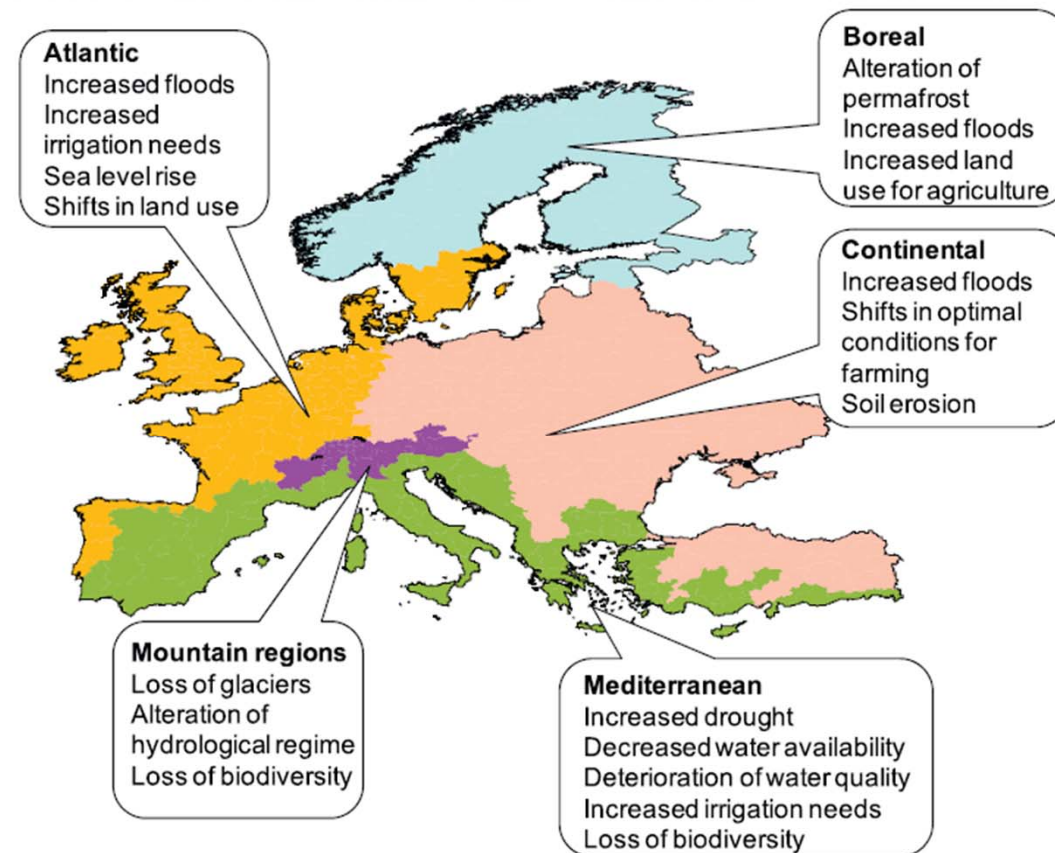 Atlantic
Increased floods
Increased
irrigation needs
Sea level rise
Shifts in land use
Boreal
Alteration of
permafrost
Increased floods
Increased land
use for agriculture
Continental
Increased floods
Shifts in optimal
conditions for
farming
Soil erosion
Mountain regions
Loss of glaciers
Alteration of
hydrological regime
Loss of biodiversity
Mediterranean
Increased drought
Decreased water availability
Deterioration of water quality
Increased irrigation needs
Loss of biodiversity